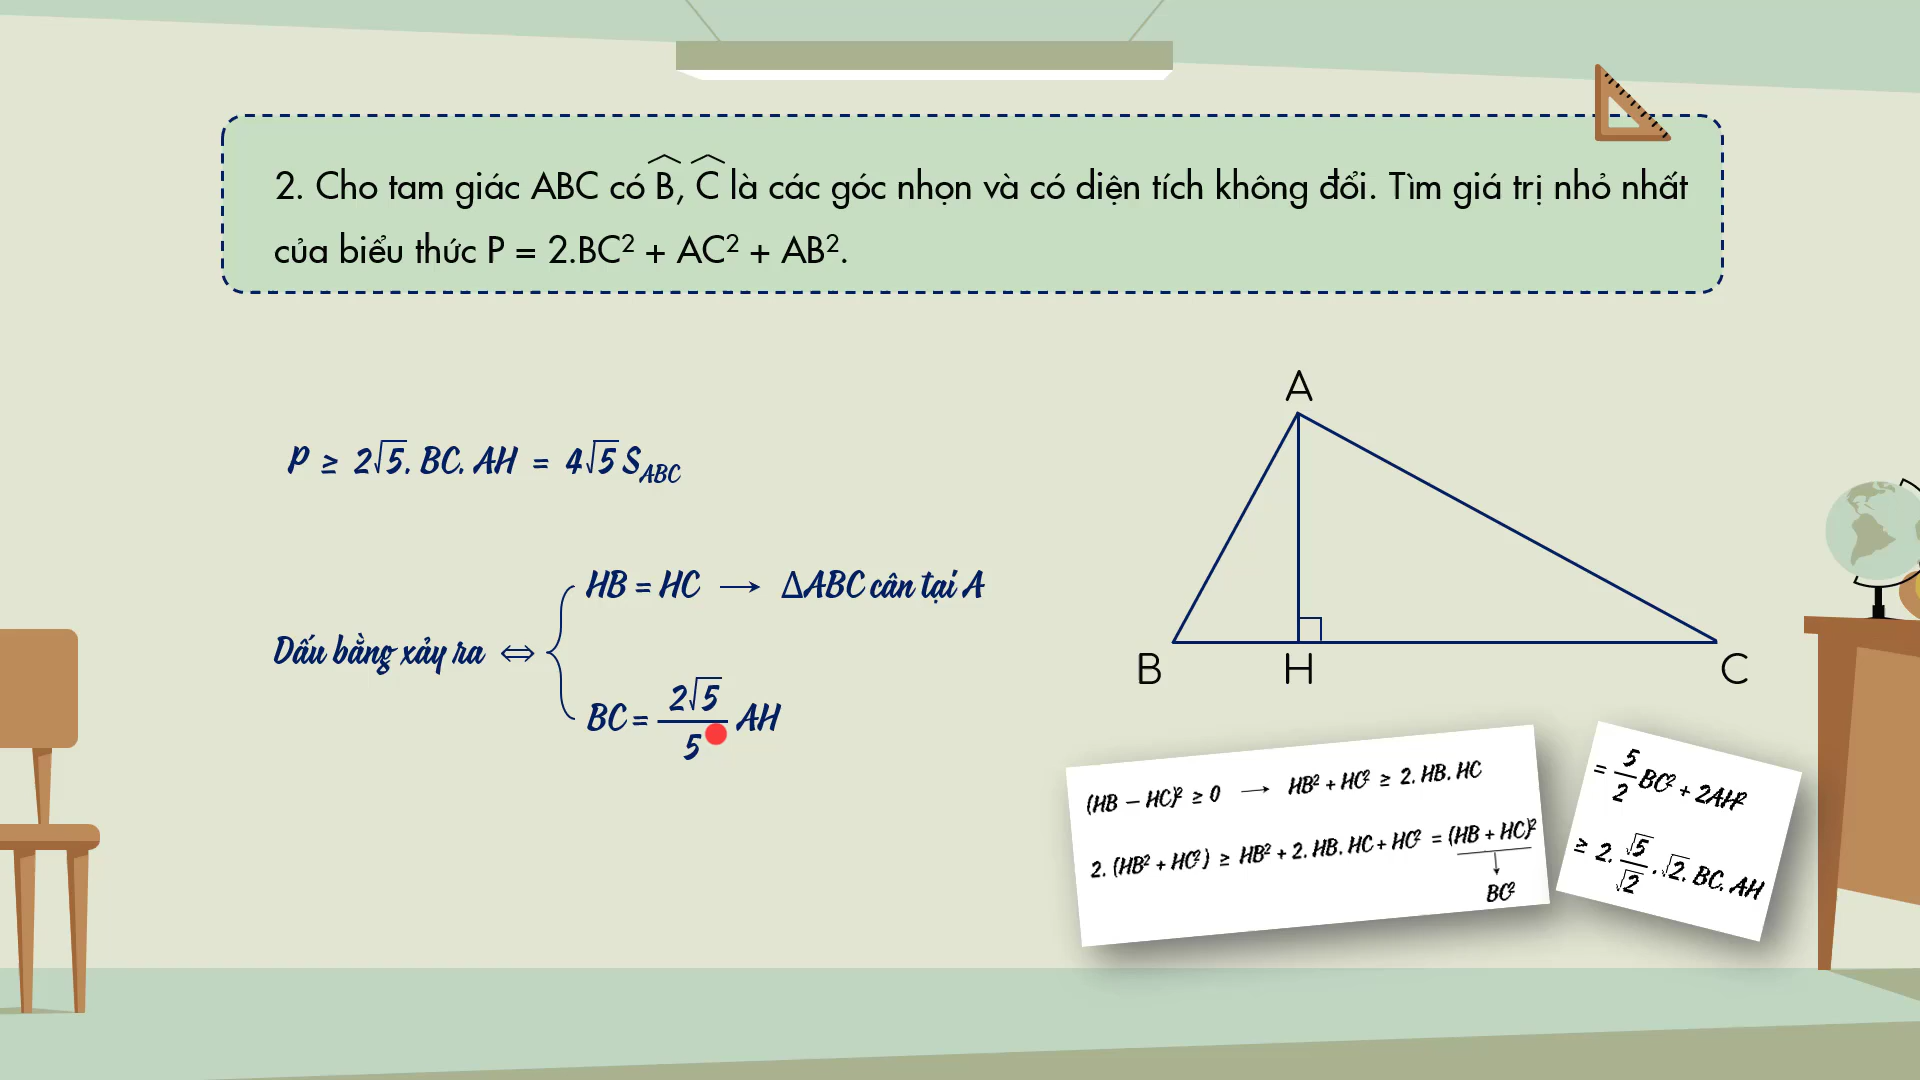 2. Cho tam giác ABC có B̂, Ĉ là các góc nhọn và có diện tích không đổi. Tìm giá trị nhỏ nhất
của biểu thức P = 2.BC² + AC² + AB².
P ≥ 2√5. BC. AH = 4√5 S_ABC
HB = HC → ΔABC cân tại A
Dấu bằng xảy ra ⇔
BC = 2√5/5 AH
A
B
H
C
(HB − HC)² ≥ 0 → HB² + HC² ≥ 2. HB. HC
2. (HB² + HC²) ≥ HB² + 2. HB. HC + HC² = (HB + HC)²
BC²
= 5/2 BC² + 2AH²
≥ 2. √5/√2 . √2. BC. AH